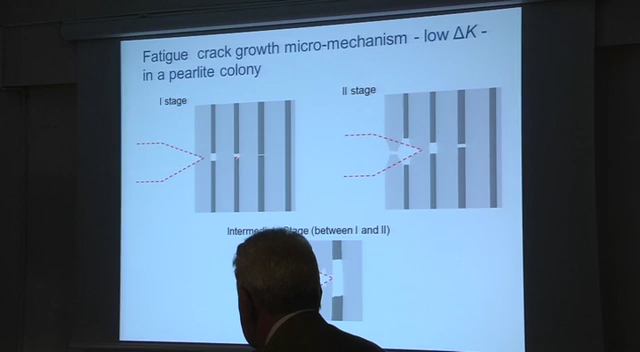 Fatigue crack growth micro-mechanism - low ΔK -
in a pearlite colony
I stage
II stage
Stage (between I and II)